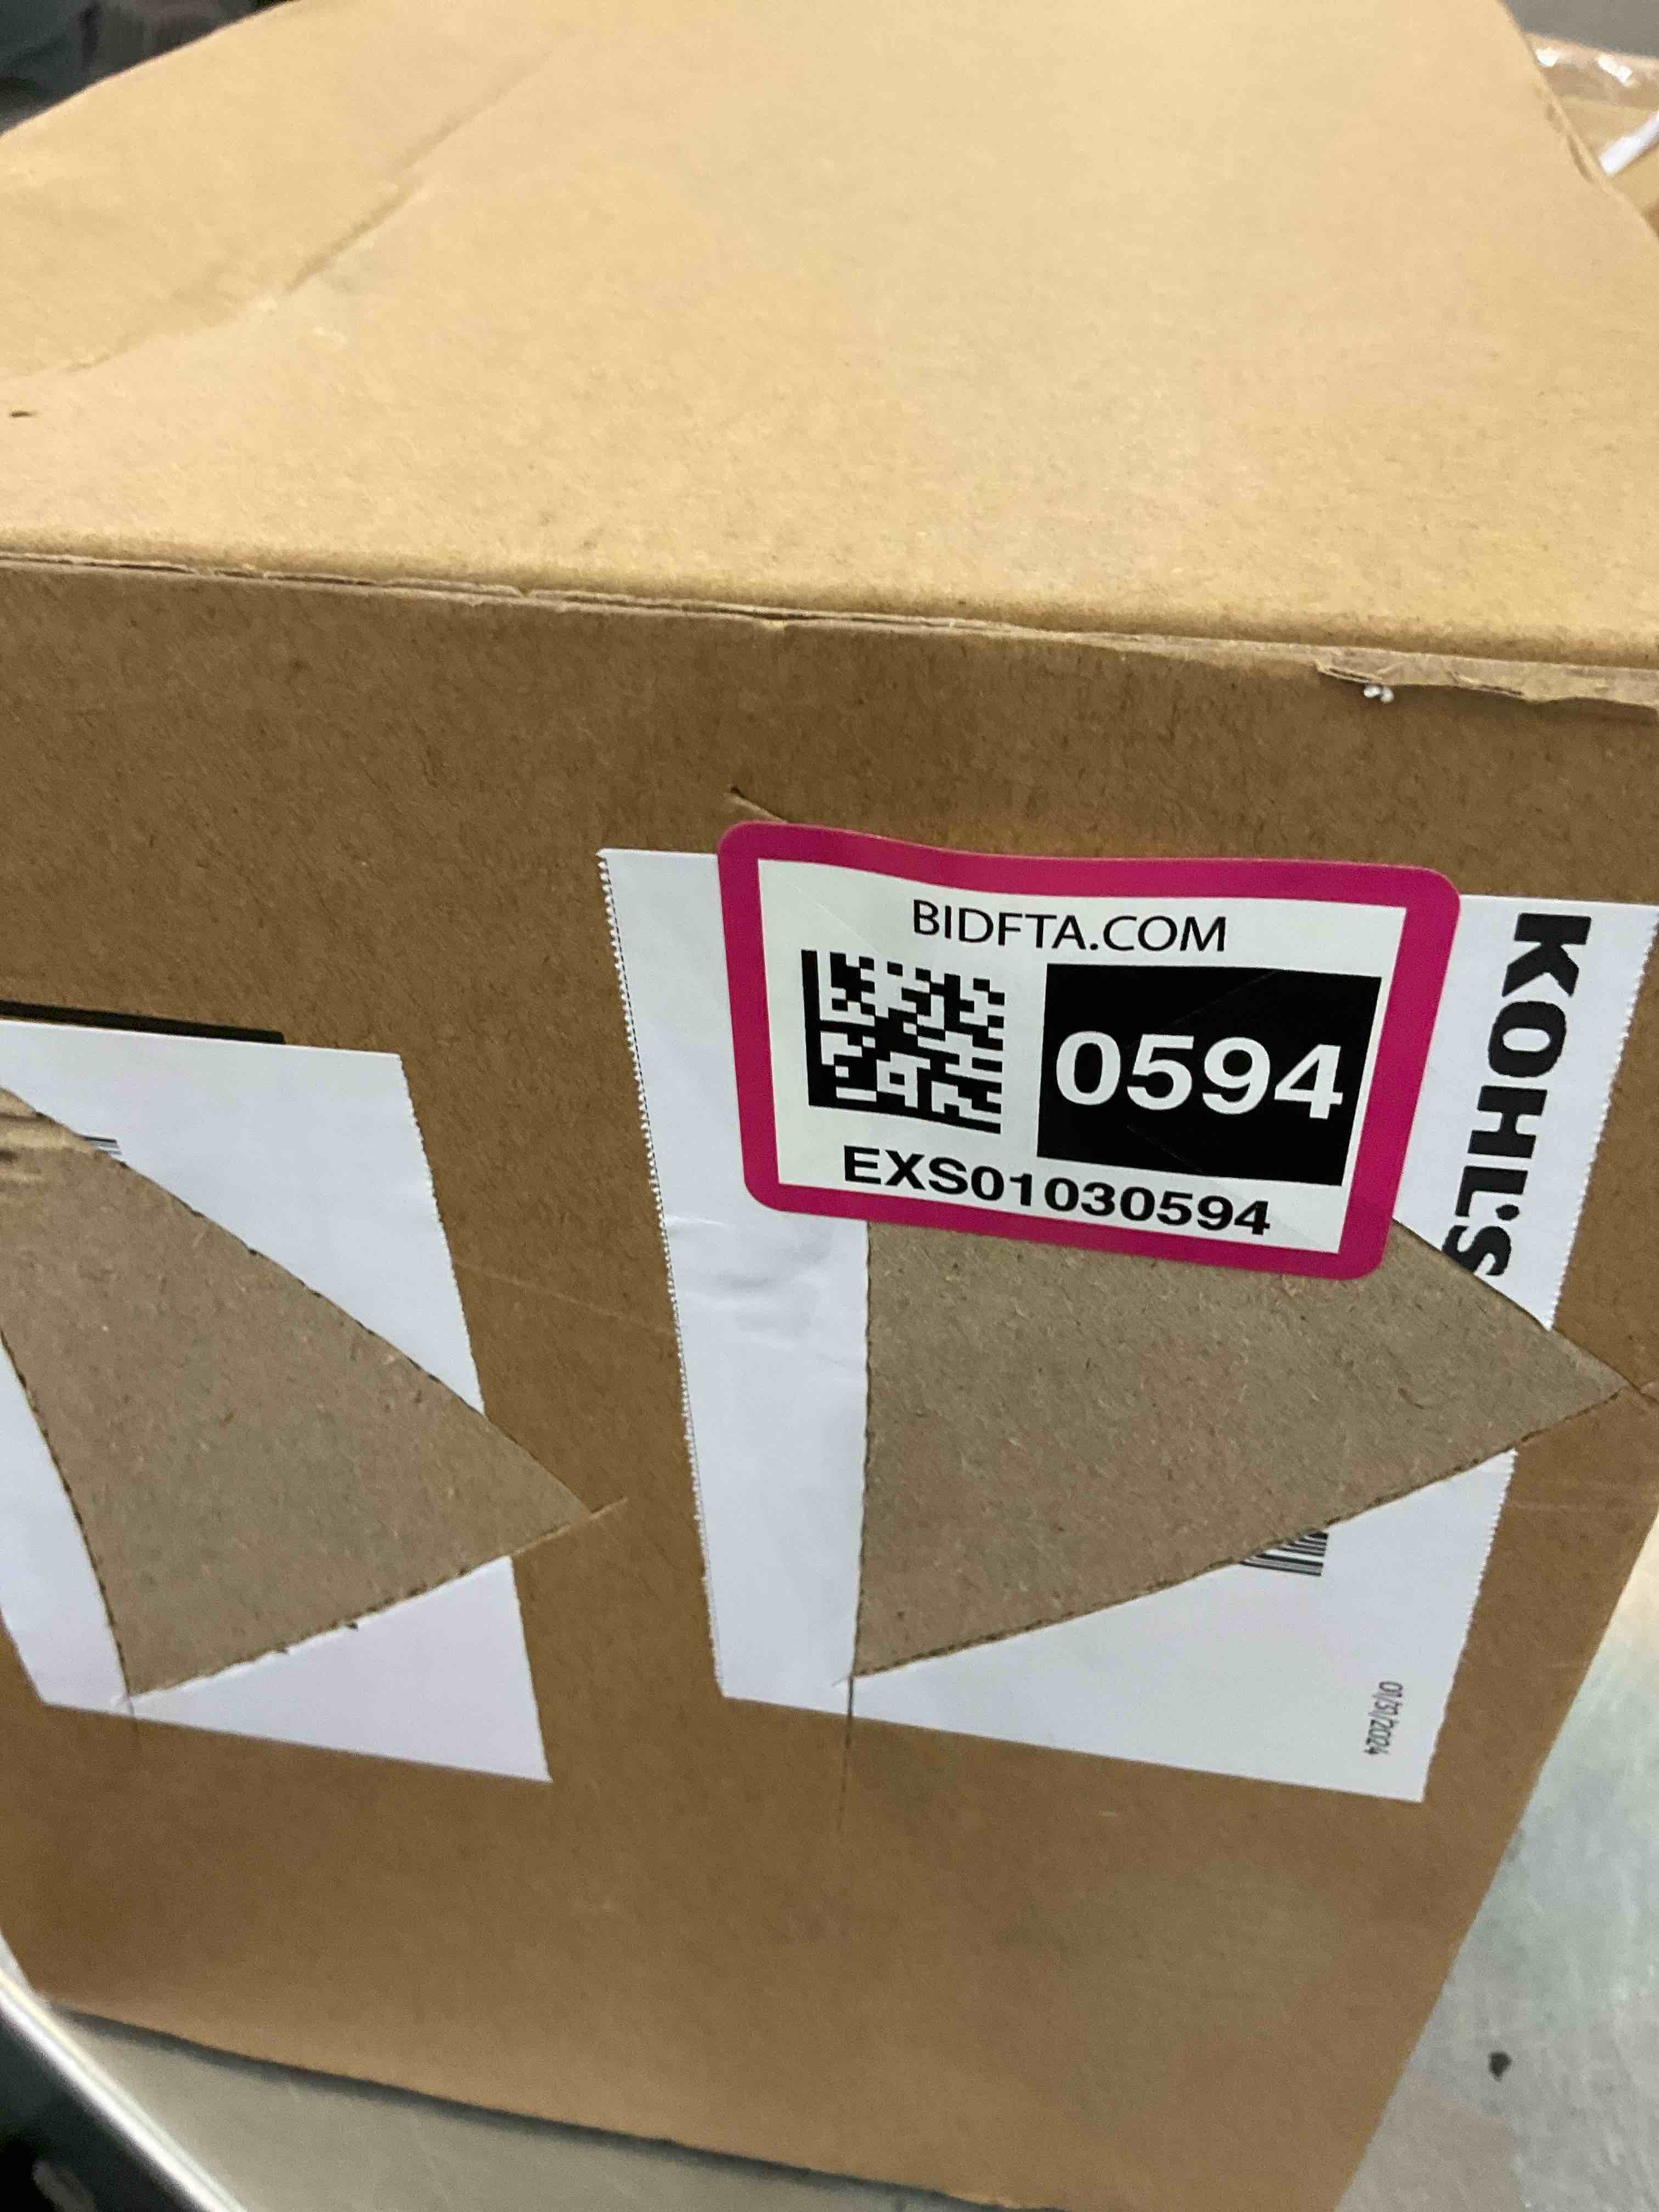 BIDFTA.COM
0594
EXS01030594
KOHL'S
01/31/2024